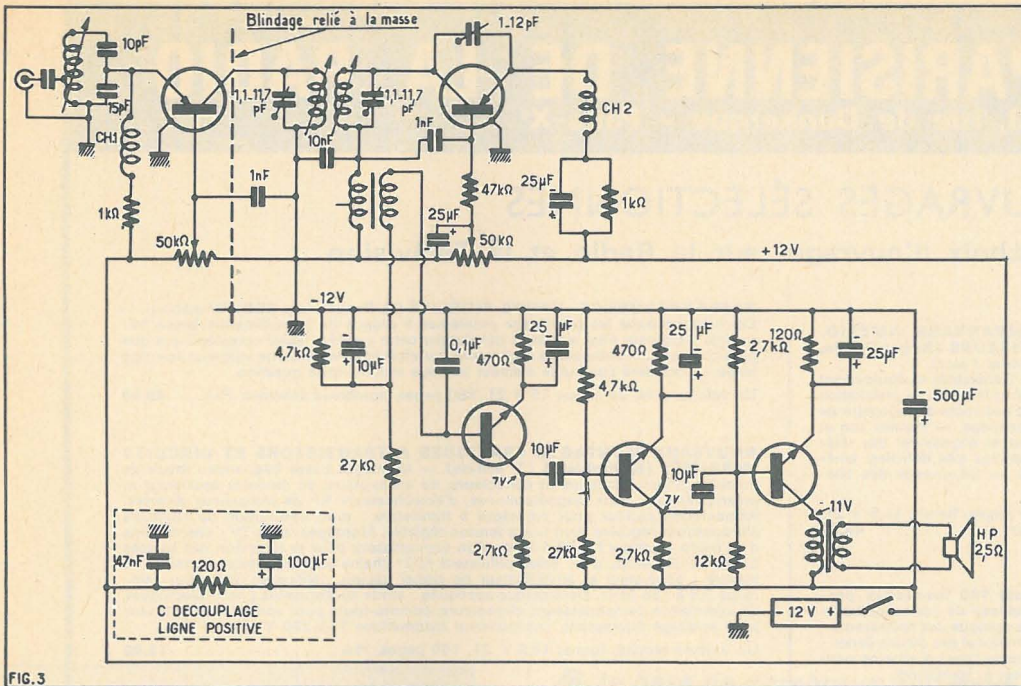 Blindage relié à la masse
10pF
15pF
CH1
1kΩ
50kΩ
1nF
1,1-11,7 pF
10nF
1,1-11,7 pF
1nF
1-12pF
47kΩ
25µF
+
50kΩ
CH2
25µF
+
1kΩ
+12V
-12V
4,7kΩ
10µF
+
0,1µF
27kΩ
470Ω
25 µF
+
7V
10µF
2,7kΩ
4,7kΩ
27kΩ
470Ω
25 µF
+
7V
10µF
2,7kΩ
2,7kΩ
12kΩ
120Ω
25µF
+
11V
500µF
+
HP
2,5Ω
- 12V +
47nF
120Ω
100µF
+
C DECOUPLAGE
LIGNE POSITIVE
FIG.3